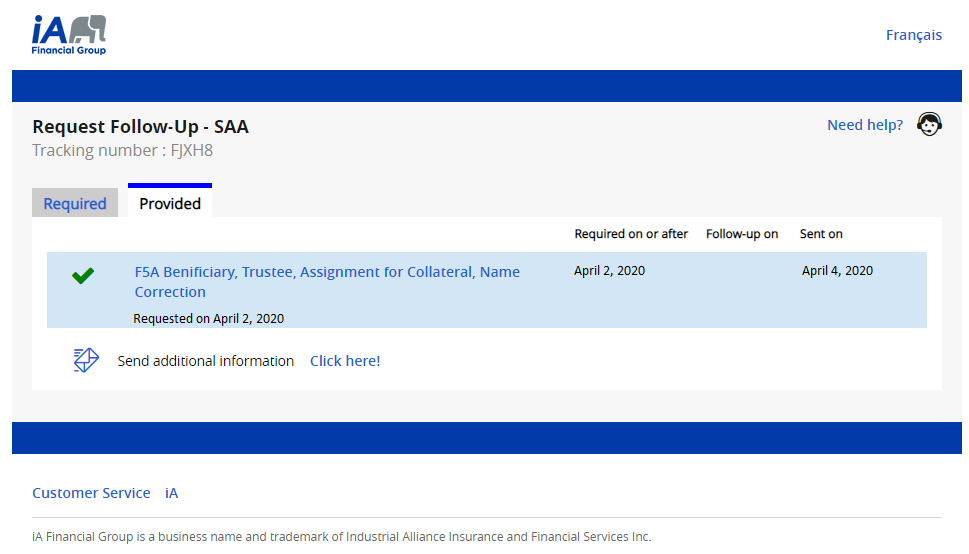 iA
Financial Group
Français
Request Follow-Up - SAA
Need help?
Tracking number : FJXH8
Required
Provided
Required on or after
Follow-up on
Sent on
F5A Benificiary, Trustee, Assignment for Collateral, Name
Correction
April 2, 2020
April 4, 2020
Requested on April 2, 2020
Send additional information
Click here!
Customer Service
iA
iA Financial Group is a business name and trademark of Industrial Alliance Insurance and Financial Services Inc.